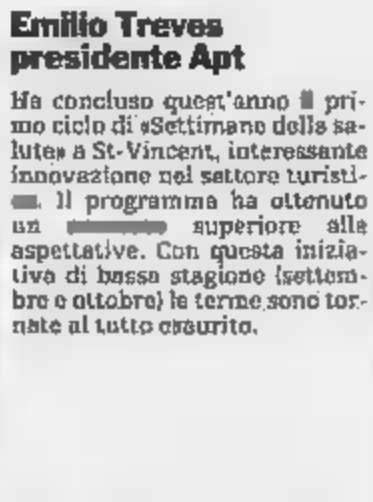 Emilio Treves
presidente Apt
Ha concluso quest'anno pri-
mo ciclo di «Settimane della sa-
lute» a St-Vincent, interessante
innovazione nel settore turisti-
Il programma ha ottenuto
un superiore alle
aspettative. Con questa inizia-
tiva di bassa stagione (settem-
bre e ottobre) le terme sono tor-
nate al tutto esaurito.